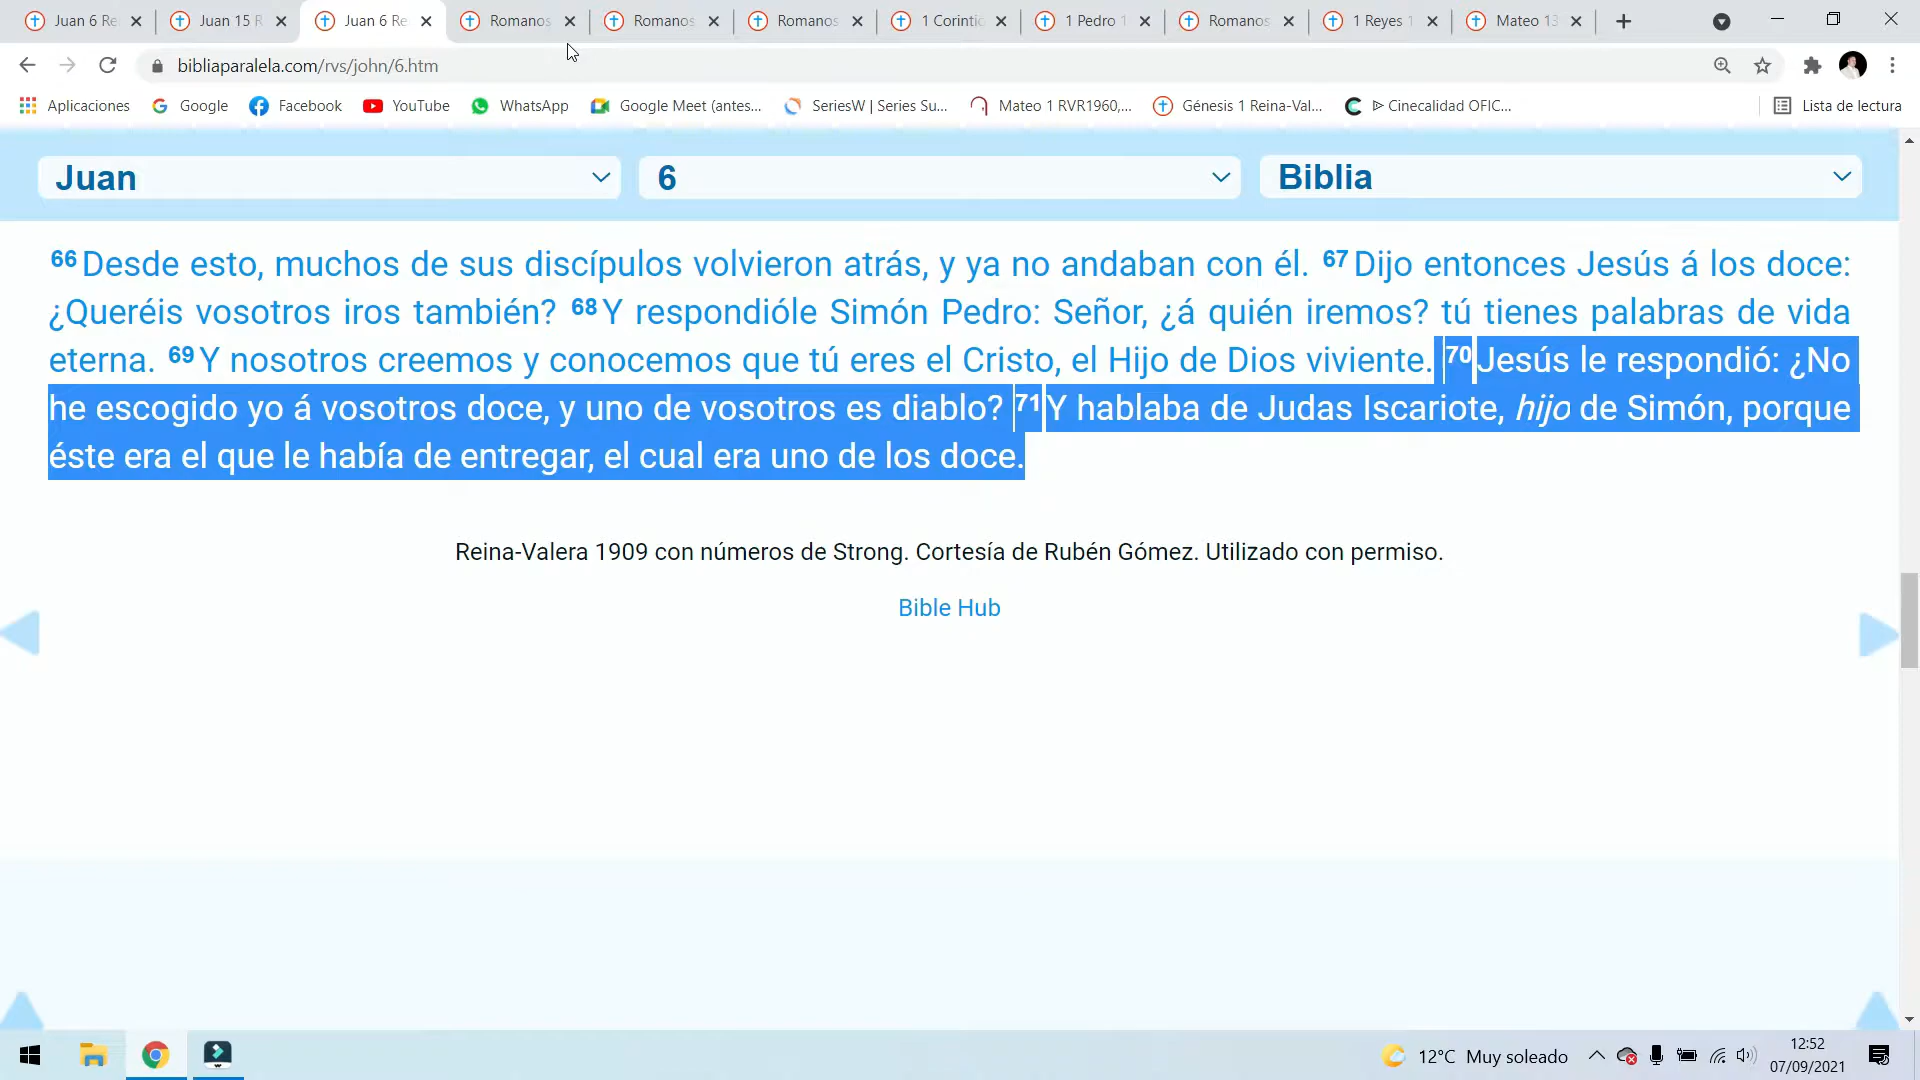 Juan 6 Re
Juan 15 R
Juan 6 Re
Romanos
Romanos
Romanos
1 Corintio
1 Pedro 1
Romanos
1 Reyes 1
Mateo 13
bibliaparalela.com/rvs/john/6.htm
Aplicaciones
Google
Facebook
YouTube
WhatsApp
Google Meet (antes...
SeriesW | Series Su...
Mateo 1 RVR1960,...
Génesis 1 Reina-Val...
ᐅ Cinecalidad OFIC...
Lista de lectura
Juan
6
Biblia
66 Desde esto, muchos de sus discípulos volvieron atrás, y ya no andaban con él. 67 Dijo entonces Jesús á los doce:
¿Queréis vosotros iros también? 68 Y respondióle Simón Pedro: Señor, ¿á quién iremos? tú tienes palabras de vida
eterna. 69 Y nosotros creemos y conocemos que tú eres el Cristo, el Hijo de Dios viviente. 70 Jesús le respondió: ¿No
he escogido yo á vosotros doce, y uno de vosotros es diablo? 71 Y hablaba de Judas Iscariote, hijo de Simón, porque
éste era el que le había de entregar, el cual era uno de los doce.
Reina-Valera 1909 con números de Strong. Cortesía de Rubén Gómez. Utilizado con permiso.
Bible Hub
12°C Muy soleado
12:52
07/09/2021